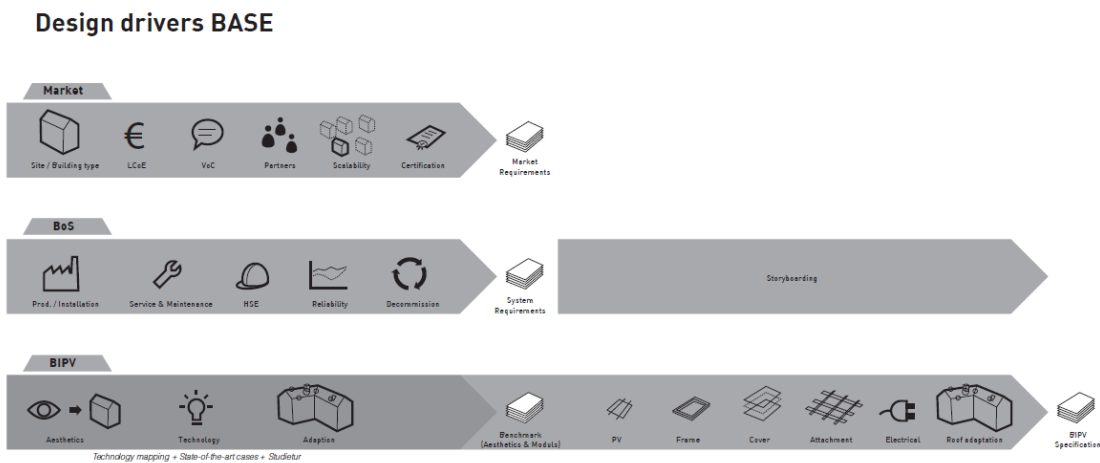 Design drivers BASE
Market
Site / Building type
LCoE
VoC
Partners
Scalability
Certification
Market
Requirements
BoS
Prod. / Installation
Service & Maintenance
HSE
Reliability
Decommission
System
Requirements
Storyboarding
BIPV
Aesthetics
Technology
Adaption
Benchmark
(Aesthetics & Moduls)
PV
Frame
Cover
Attachment
Electrical
Roof adaptation
BIPV
Specification
Technology mapping + State-of-the-art cases + Studietur